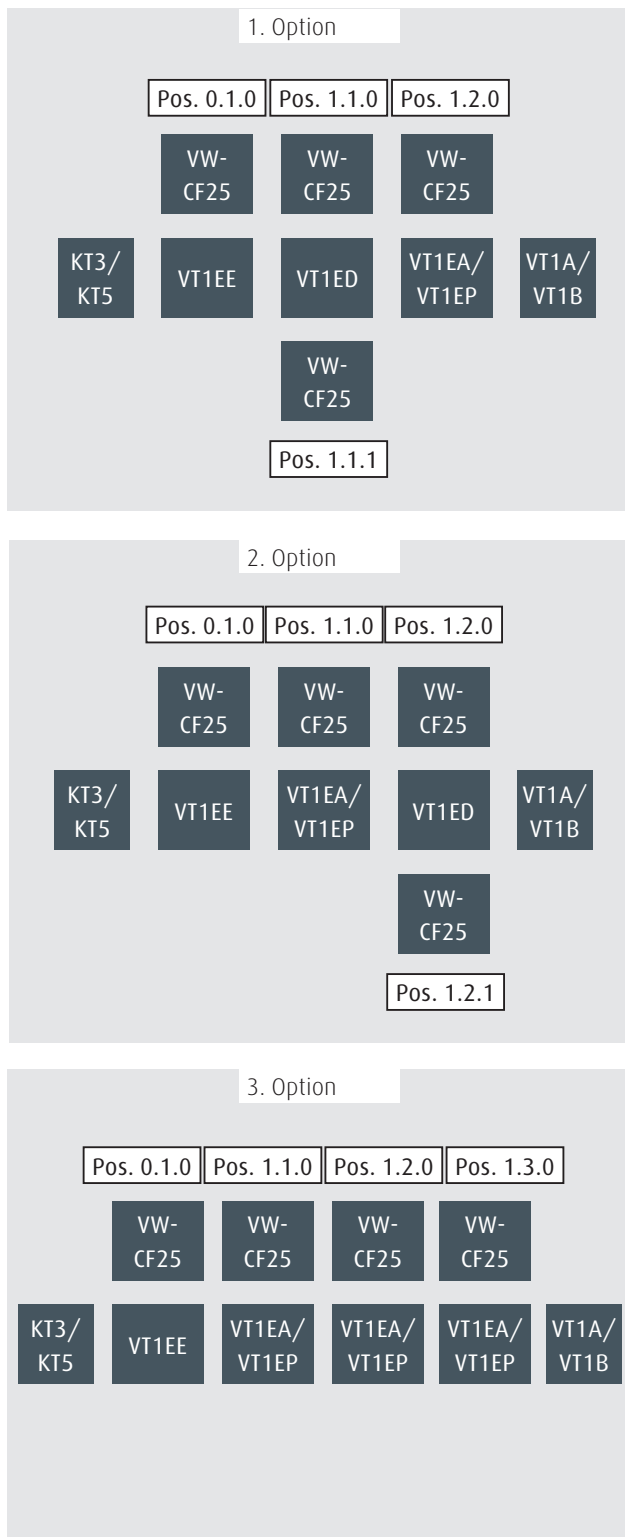 1. Option
Pos. 0.1.0 Pos. 1.1.0 Pos. 1.2.0
VW-
CF25
VW-
CF25
VW-
CF25
KT3/
KT5
VT1EE
VT1ED
VT1EA/
VT1EP
VT1A/
VT1B
VW-
CF25
Pos. 1.1.1
2. Option
Pos. 0.1.0 Pos. 1.1.0 Pos. 1.2.0
VW-
CF25
VW-
CF25
VW-
CF25
KT3/
KT5
VT1EE
VT1EA/
VT1EP
VT1ED
VT1A/
VT1B
VW-
CF25
Pos. 1.2.1
3. Option
Pos. 0.1.0 Pos. 1.1.0 Pos. 1.2.0 Pos. 1.3.0
VW-
CF25
VW-
CF25
VW-
CF25
VW-
CF25
KT3/
KT5
VT1EE
VT1EA/
VT1EP
VT1EA/
VT1EP
VT1EA/
VT1EP
VT1A/
VT1B